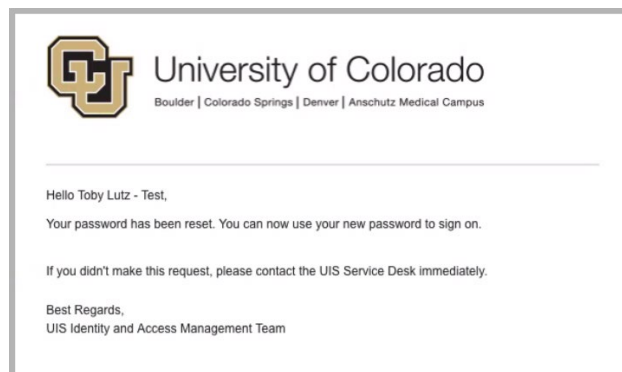 CU
University of Colorado
Boulder | Colorado Springs | Denver | Anschutz Medical Campus
Hello Toby Lutz - Test,
Your password has been reset. You can now use your new password to sign on.
If you didn't make this request, please contact the UIS Service Desk immediately.
Best Regards,
UIS Identity and Access Management Team